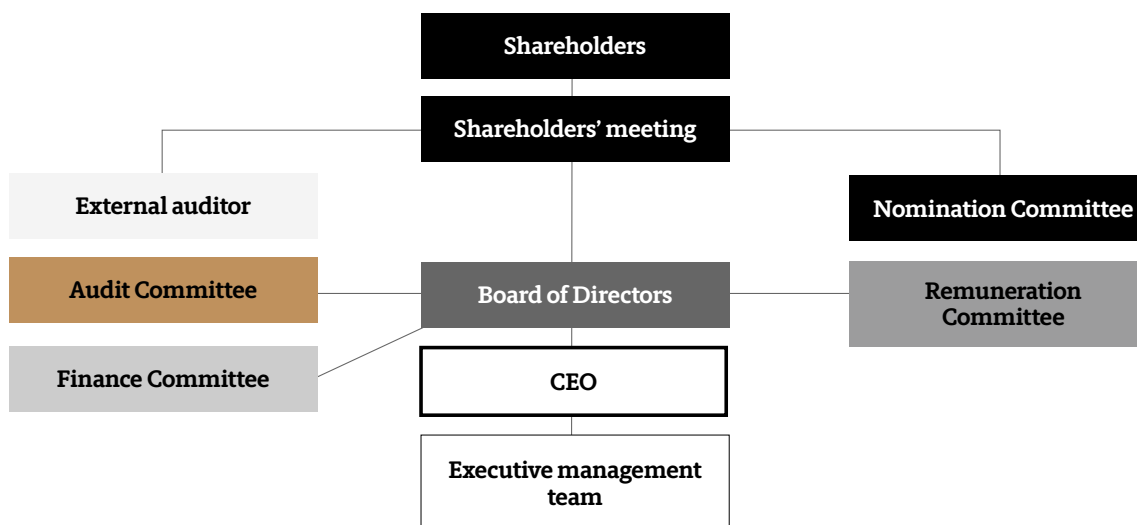 Shareholders
Shareholders’ meeting
External auditor
Nomination Committee
Audit Committee
Board of Directors
Remuneration
Committee
Finance Committee
CEO
Executive management
team